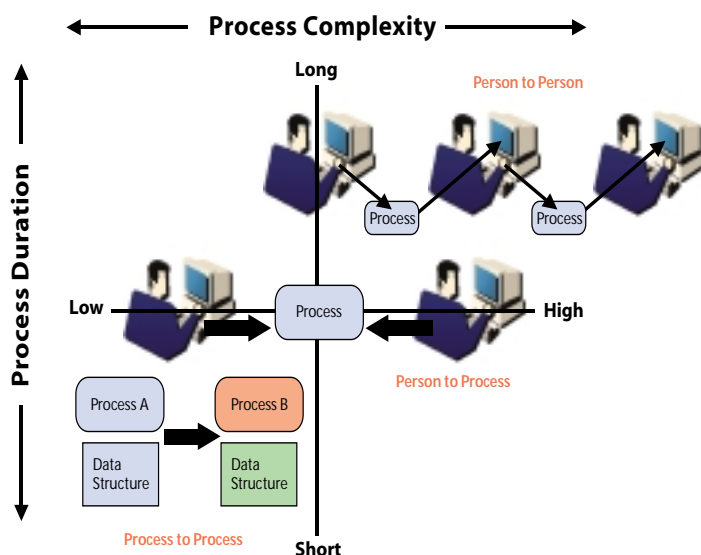 Process Complexity
Long
Person to Person
Process
Process
Process Duration
Low
Process
High
Person to Process
Process A
Process B
Data
Structure
Data
Structure
Process to Process
Short